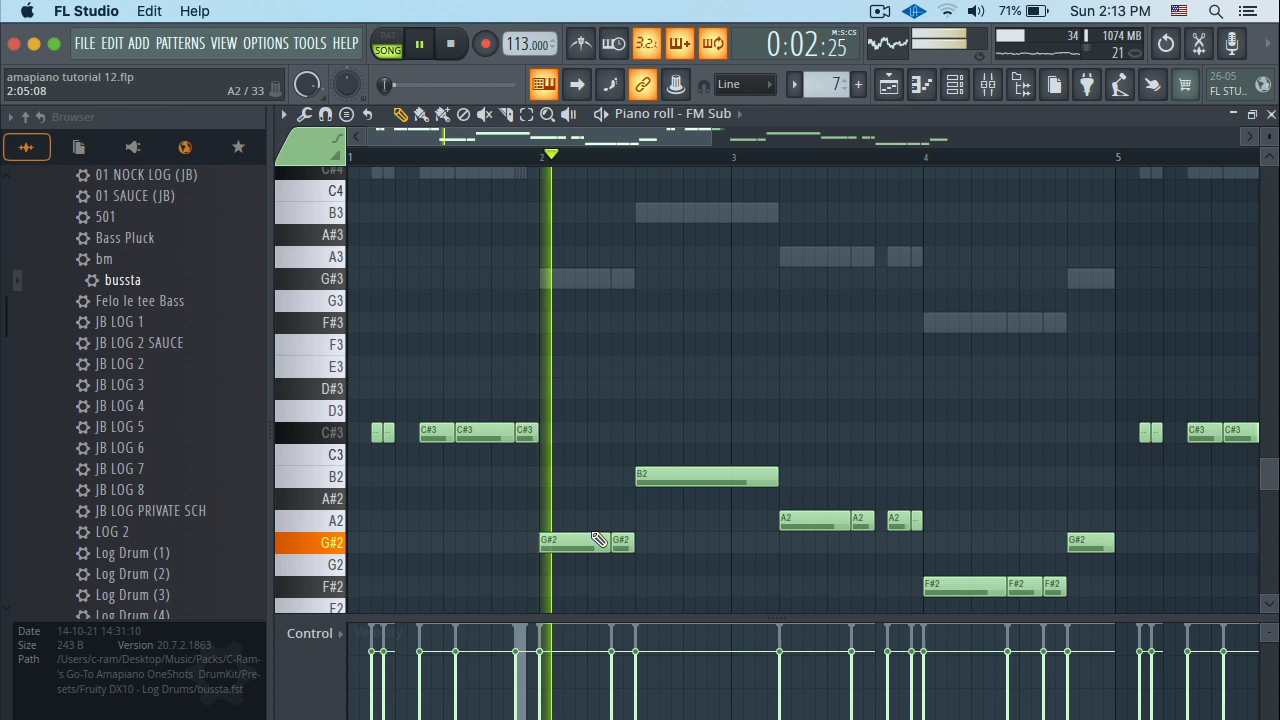 FL Studio Edit Help
71% Sun 2:13 PM
FILE EDIT ADD PATTERNS VIEW OPTIONS TOOLS HELP
PAT
SONG
113.000
3.2.
0:02:25
M:S:CS
34
1074 MB
21
amapiano tutorial 12.flp
2:05:08
A2 / 33
Line
7
26-05
FL STU..
Browser
Piano roll - FM Sub
01 NOCK LOG (JB)
01 SAUCE (JB)
501
Bass Pluck
bm
bussta
Felo le tee Bass
JB LOG 1
JB LOG 2 SAUCE
JB LOG 2
JB LOG 3
JB LOG 4
JB LOG 5
JB LOG 6
JB LOG 7
JB LOG 8
JB LOG PRIVATE SCH
LOG 2
Log Drum (1)
Log Drum (2)
Log Drum (3)
Log Drum (4)
Date 14-10-21 14:31:10
Size 243 B Version 20.7.2.1863
Path /Users/c-ram/Desktop/Music/Packs/C-Ram-
's Go-To Amapiano OneShots DrumKit/Pre-
sets/Fruity DX10 - Log Drums/bussta.fst
1 2 3 4 5
C#4
C4
B3
A#3
A3
G#3
G3
F#3
F3
E3
D#3
D3
C#3 C#3 C#3 C#3 C#3 C#3
C3
B2 B2
A#2
A2 A2 A2 A2
G#2 G#2 G#2 G#2
G2
F#2 F#2 F#2 F#2
E2
Control Velocity